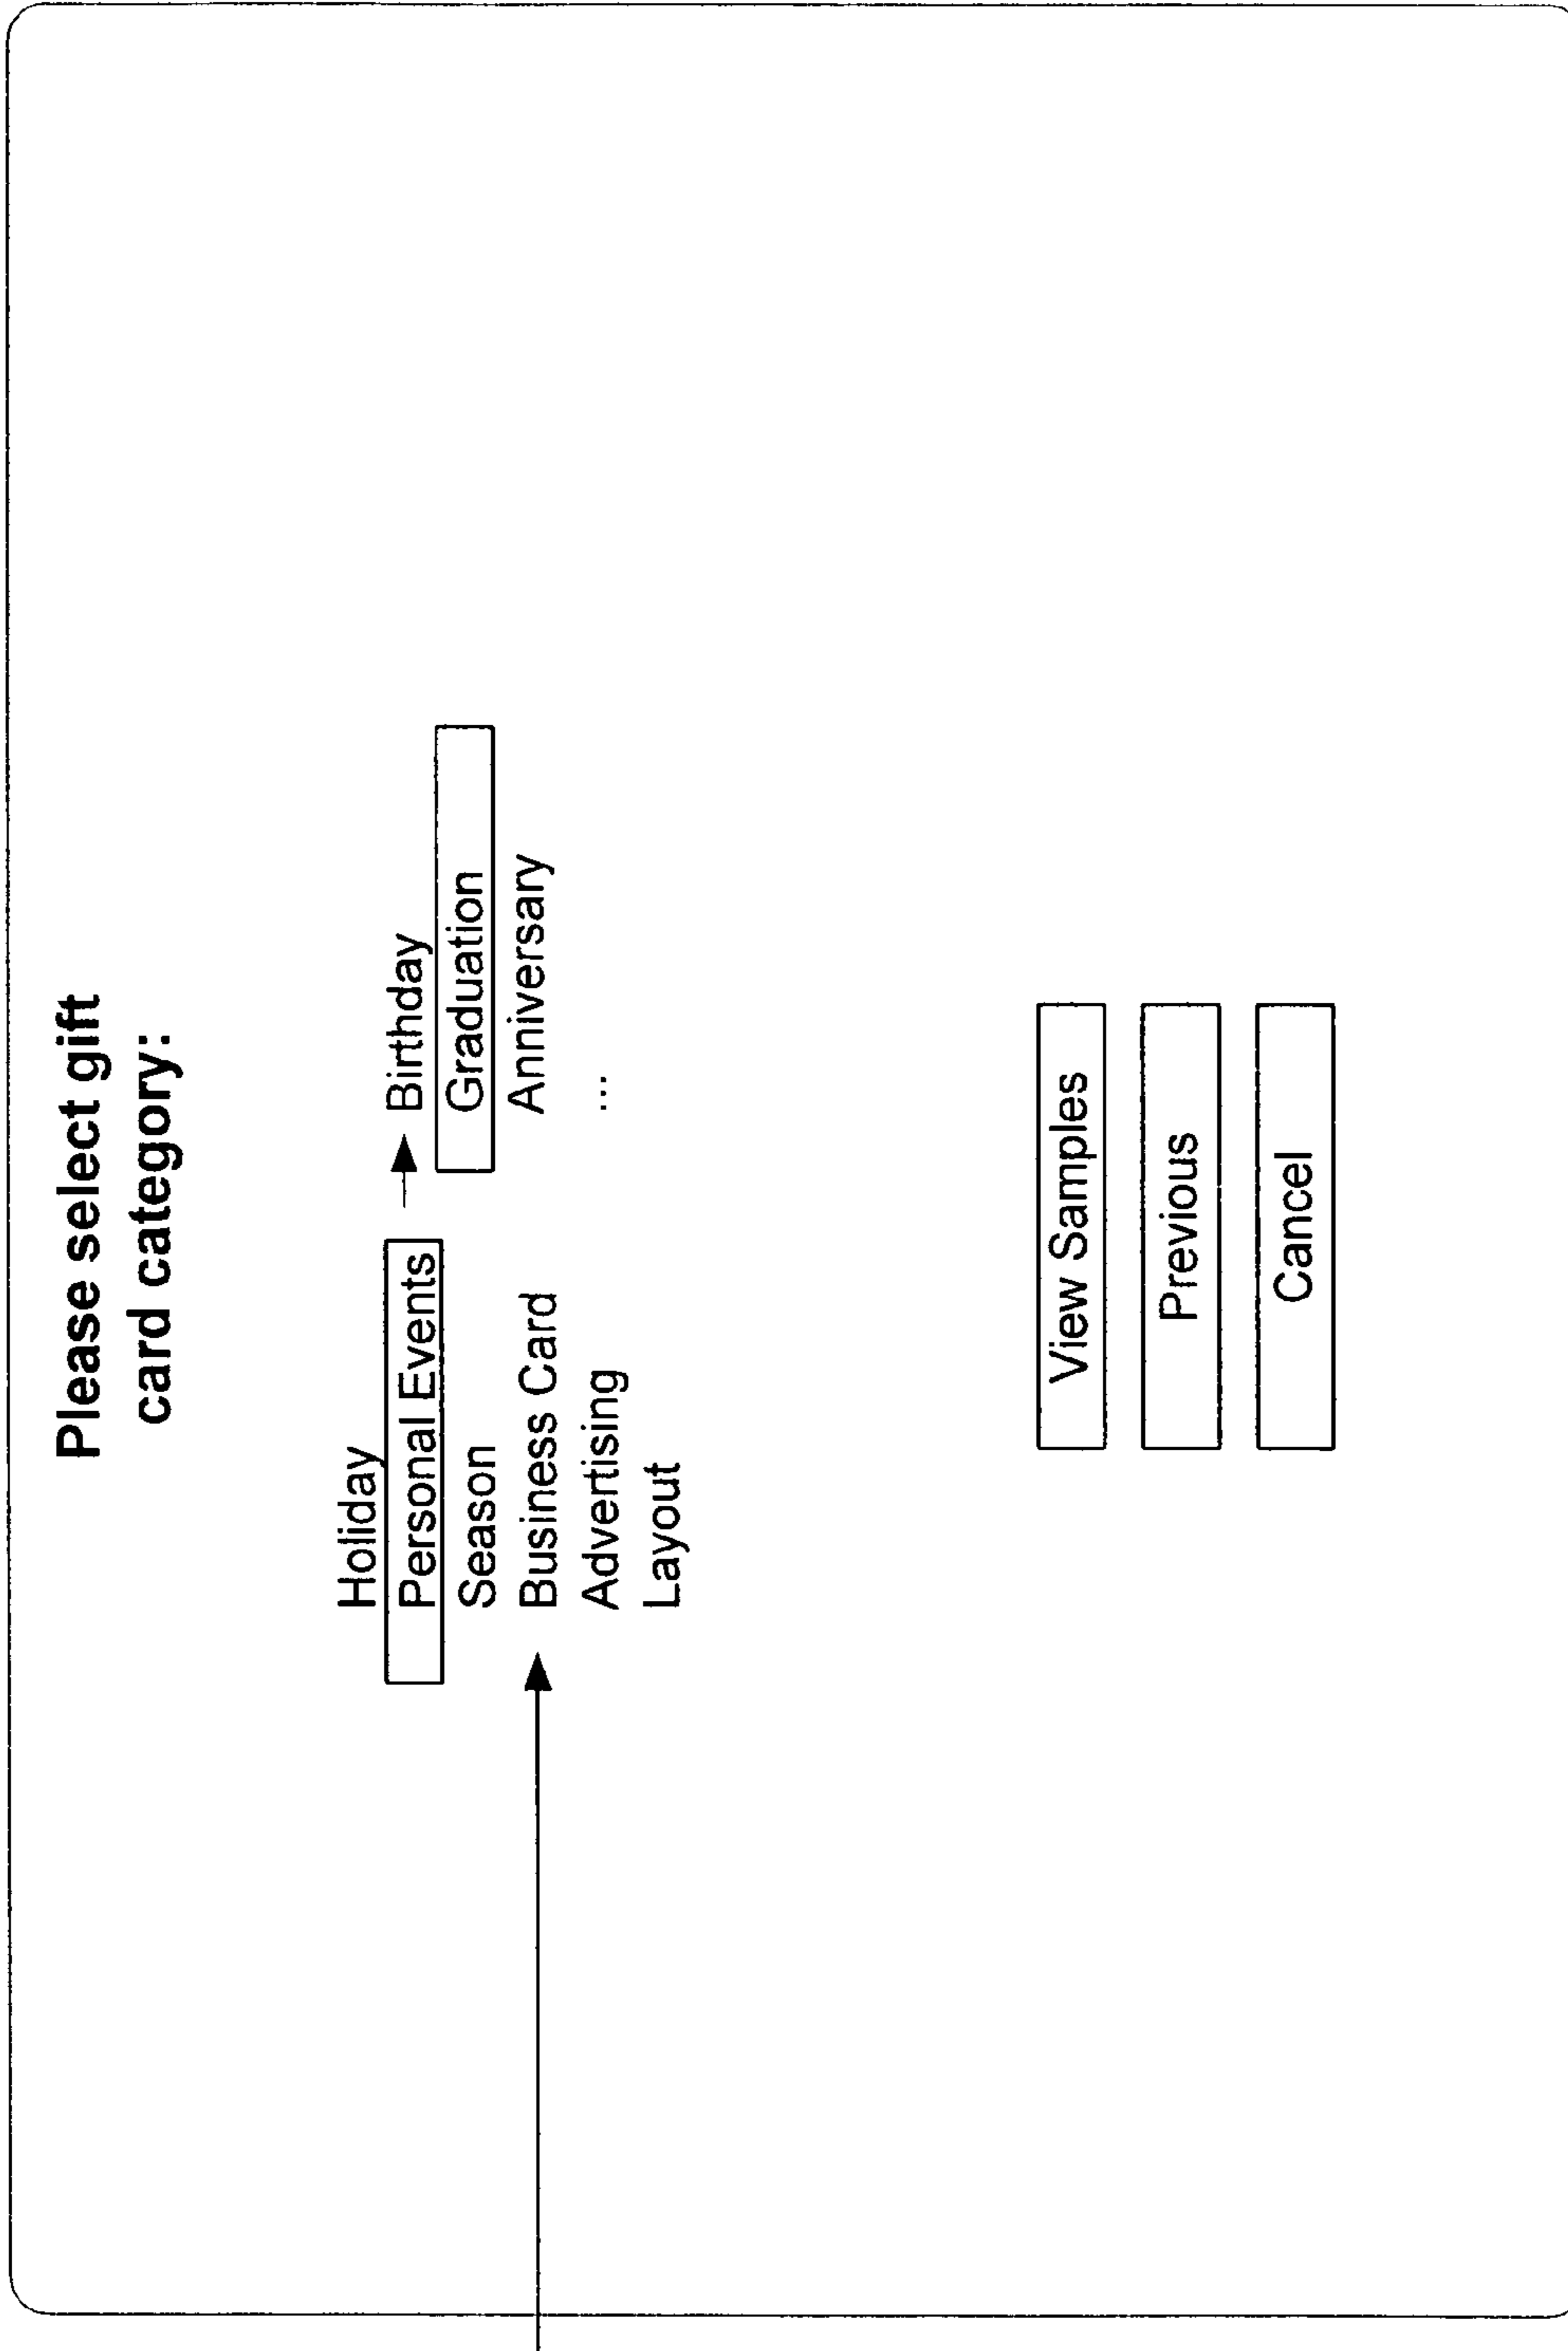 Please select gift
card category:
Holiday
Personal Events
Season
Business Card
Advertising
Layout
Birthday
Graduation
Anniversary
...
View Samples
Previous
Cancel